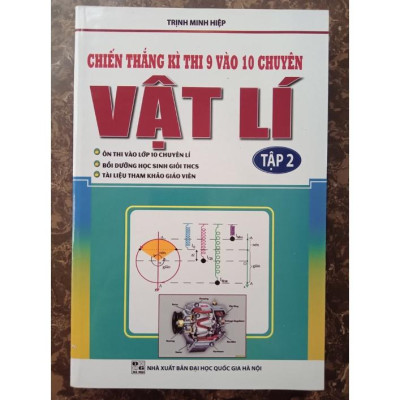 TRỊNH MINH HIỆP
CHIẾN THẮNG KÌ THI 9 VÀO 10 CHUYÊN
VẬT LÍ
TẬP 2
ÔN THI VÀO LỚP 10 CHUYÊN LÍ
BỒI DƯỠNG HỌC SINH GIỎI THCS
TÀI LIỆU THAM KHẢO GIÁO VIÊN
NHÀ XUẤT BẢN ĐẠI HỌC QUỐC GIA HÀ NỘI